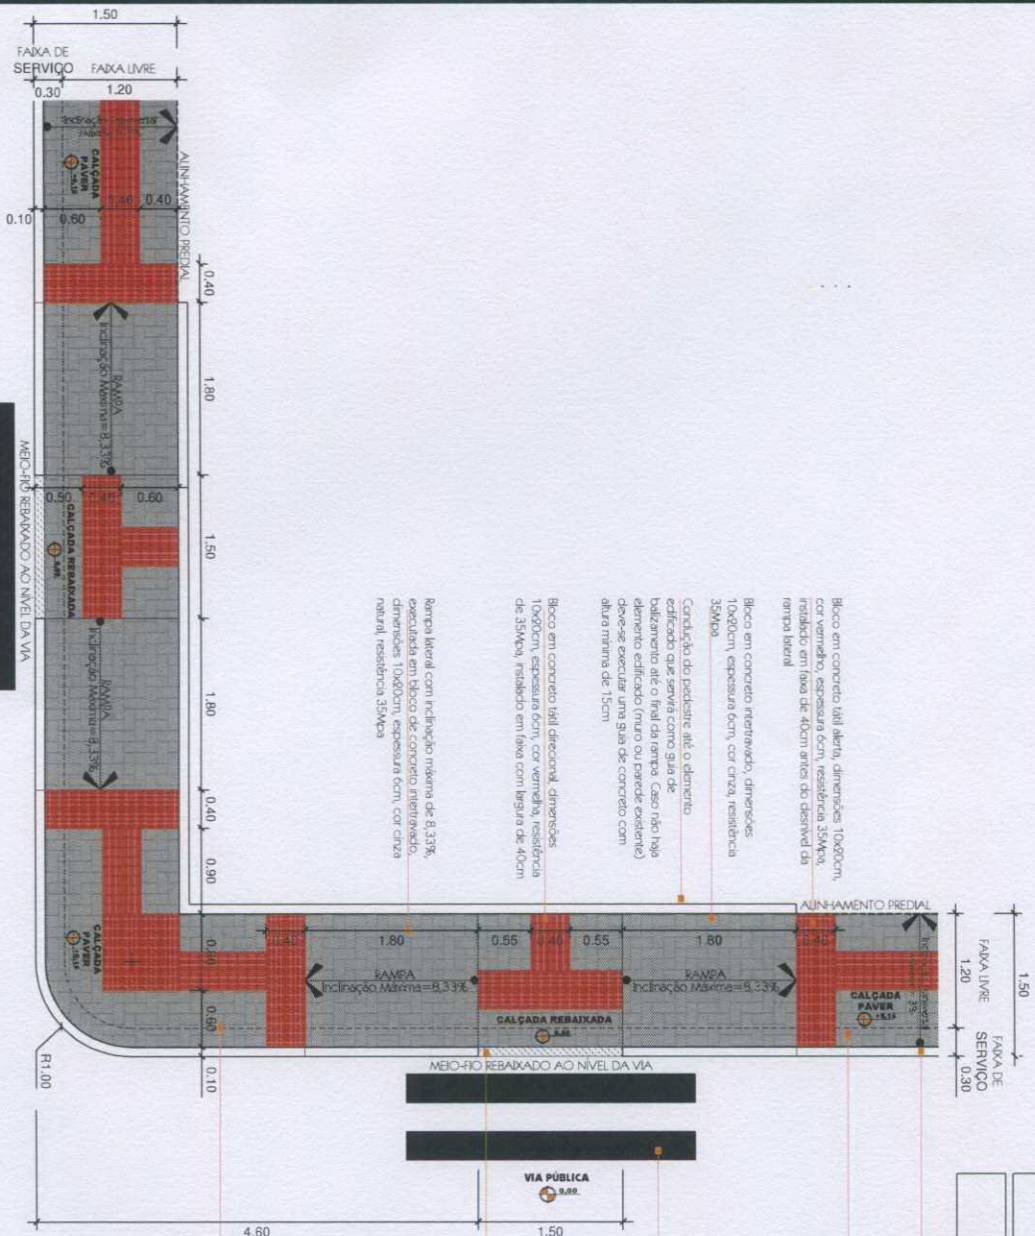 1.50
FAIXA DE
SERVIÇO
FAIXA LIVRE
0.30
1.20
Inclinação
ALINHAMENTO PREDIAL
CALÇADA
PAVER
+0,15
0.10
0.60
0.40
0.40
0.40
RAMPA
Inclinação Máxima=8,33%
1.80
0.50
0.40
0.60
CALÇADA REBAIXADA
1.50
MEIO-FIO REBAIXADO AO NÍVEL DA VIA
RAMPA
Inclinação Máxima=8,33%
1.80
0.40
0.90
CALÇADA
PAVER
+0,15
0.60
0.10
R1.00
Bloco em concreto tátil alerta, dimensões 10x20cm,
cor vermelho, espessura 6cm, resistência 35Mpa,
instalado em faixa de 40cm antes do desnível da
rampa lateral
Bloco em concreto intertravado, dimensões
10x20cm, espessura 6cm, cor cinza, resistência
35Mpa
Condução do pedestre até o elemento
edificado que servirá como guia de
balizamento até o final da rampa. Caso não haja
elemento edificado (muro ou parede existente)
deve-se executar uma guia de concreto com
altura mínima de 15cm
Bloco em concreto tátil direcional, dimensões
10x20cm, espessura 6cm, cor vermelha, resistência
de 35Mpa, instalado em faixa com largura de 40cm
Rampa lateral com inclinação máxima de 8,33%,
executada em bloco de concreto intertravado,
dimensões 10x20cm, espessura 6cm, cor cinza
natural, resistência 35Mpa
ALINHAMENTO PREDIAL
0.40
1.80
0.55
0.40
0.55
1.80
0.40
RAMPA
Inclinação Máxima=8,33%
RAMPA
Inclinação Máxima=8,33%
CALÇADA REBAIXADA
CALÇADA
PAVER
+0,15
3%
1.50
FAIXA LIVRE
1.20
FAIXA DE
SERVIÇO
0.30
MEIO-FIO REBAIXADO AO NÍVEL DA VIA
VIA PÚBLICA
0,00
4.60
1.50